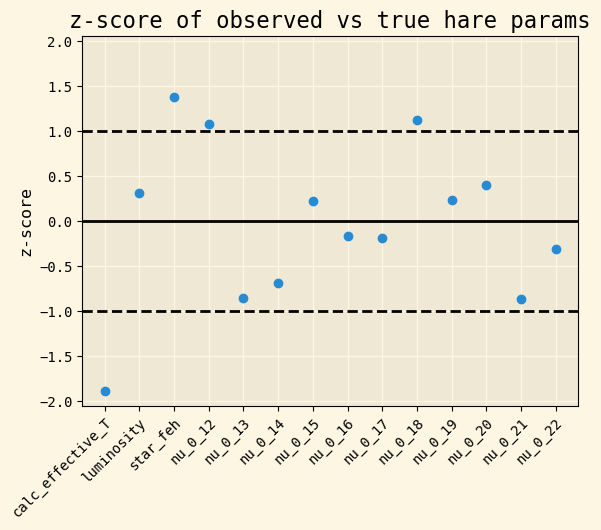 z-score of observed vs true hare params
z-score
2.0
1.5
1.0
0.5
0.0
−0.5
−1.0
−1.5
−2.0
calc_effective_T
luminosity
star_feh
nu_0_12
nu_0_13
nu_0_14
nu_0_15
nu_0_16
nu_0_17
nu_0_18
nu_0_19
nu_0_20
nu_0_21
nu_0_22